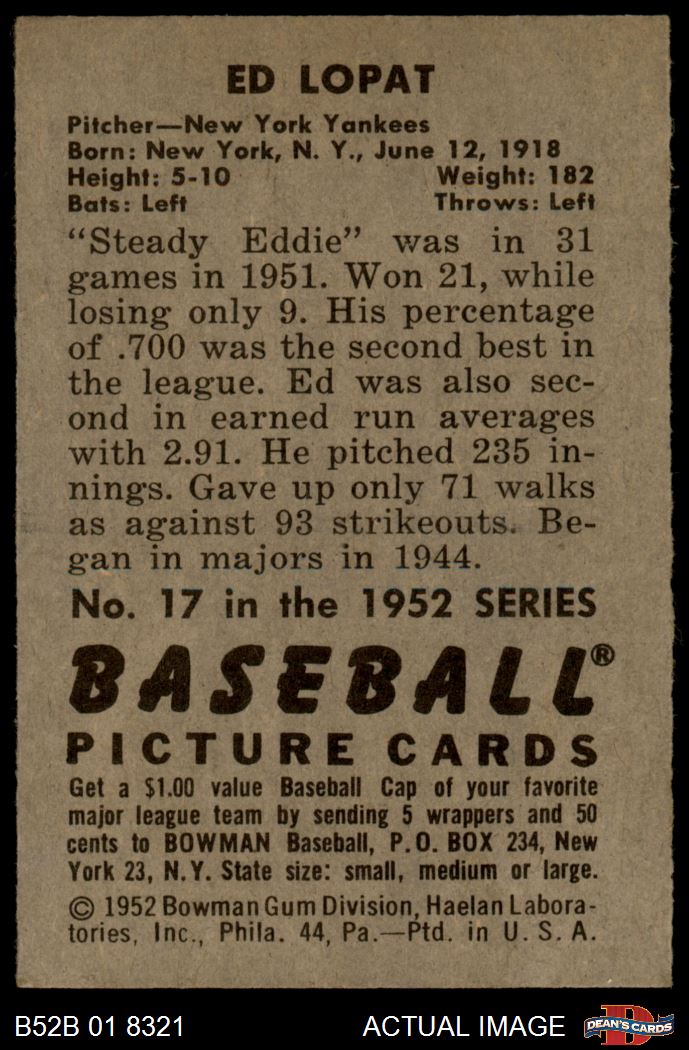 ED LOPAT
Pitcher—New York Yankees
Born: New York, N. Y., June 12, 1918
Height: 5-10 Weight: 182
Bats: Left Throws: Left
“Steady Eddie” was in 31
games in 1951. Won 21, while
losing only 9. His percentage
of .700 was the second best in
the league. Ed was also sec-
ond in earned run averages
with 2.91. He pitched 235 in-
nings. Gave up only 71 walks
as against 93 strikeouts. Be-
gan in majors in 1944.
No. 17 in the 1952 SERIES
BASEBALL®
PICTURE CARDS
Get a $1.00 value Baseball Cap of your favorite
major league team by sending 5 wrappers and 50
cents to BOWMAN Baseball, P.O. BOX 234, New
York 23, N.Y. State size: small, medium or large.
© 1952 Bowman Gum Division, Haelan Labora-
tories, Inc., Phila. 44, Pa.—Ptd. in U. S. A.
B52B 01 8321 ACTUAL IMAGE D DEAN'S CARDS